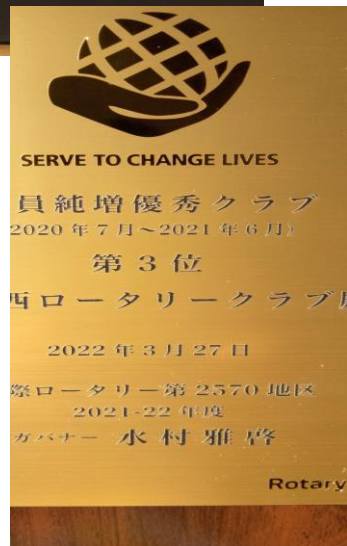 SERVE TO CHANGE LIVES
員純増優秀クラブ
2020年7月~2021年6月)
第3位
西ロータリークラブ
2022年3月27日
際ロータリー第2570地区
2021-22年度
ガバナー 水村雅啓
Rotary